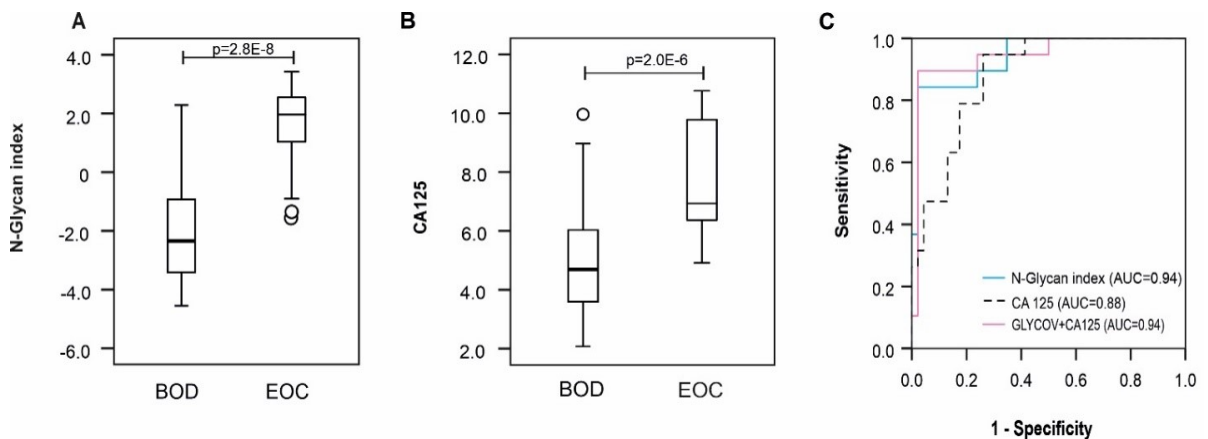 A
N-Glycan index
4.0
2.0
0
-2.0
-4.0
-6.0
p=2.8E-8
BOD
EOC
B
CA125
12.0
10.0
8.0
6.0
4.0
2.0
p=2.0E-6
BOD
EOC
C
Sensitivity
1.0
0.8
0.6
0.4
0.2
0.0
N-Glycan index (AUC=0.94)
CA 125 (AUC=0.88)
GLYCOV+CA125 (AUC=0.94)
0.0 0.2 0.4 0.6 0.8 1.0
1 - Specificity